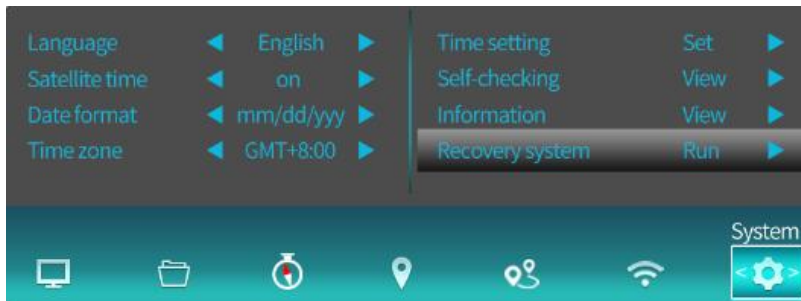 Language English
Satellite time on
Date format mm/dd/yyy
Time zone GMT+8:00
Time setting Set
Self-checking View
Information View
Recovery system Run
System